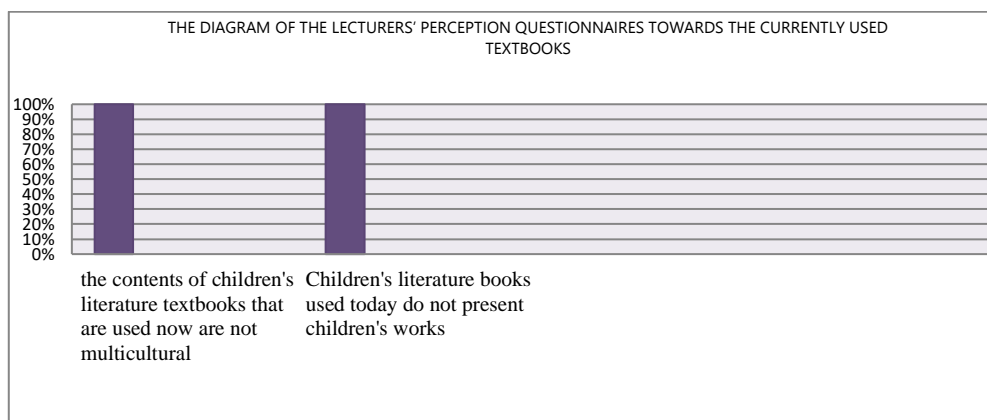 THE DIAGRAM OF THE LECTURERS' PERCEPTION QUESTIONNAIRES TOWARDS THE CURRENTLY USED
TEXTBOOKS
100%
90%
80%
70%
60%
50%
40%
30%
20%
10%
0%
the contents of children's
literature textbooks that
are used now are not
multicultural
Children's literature books
used today do not present
children's works